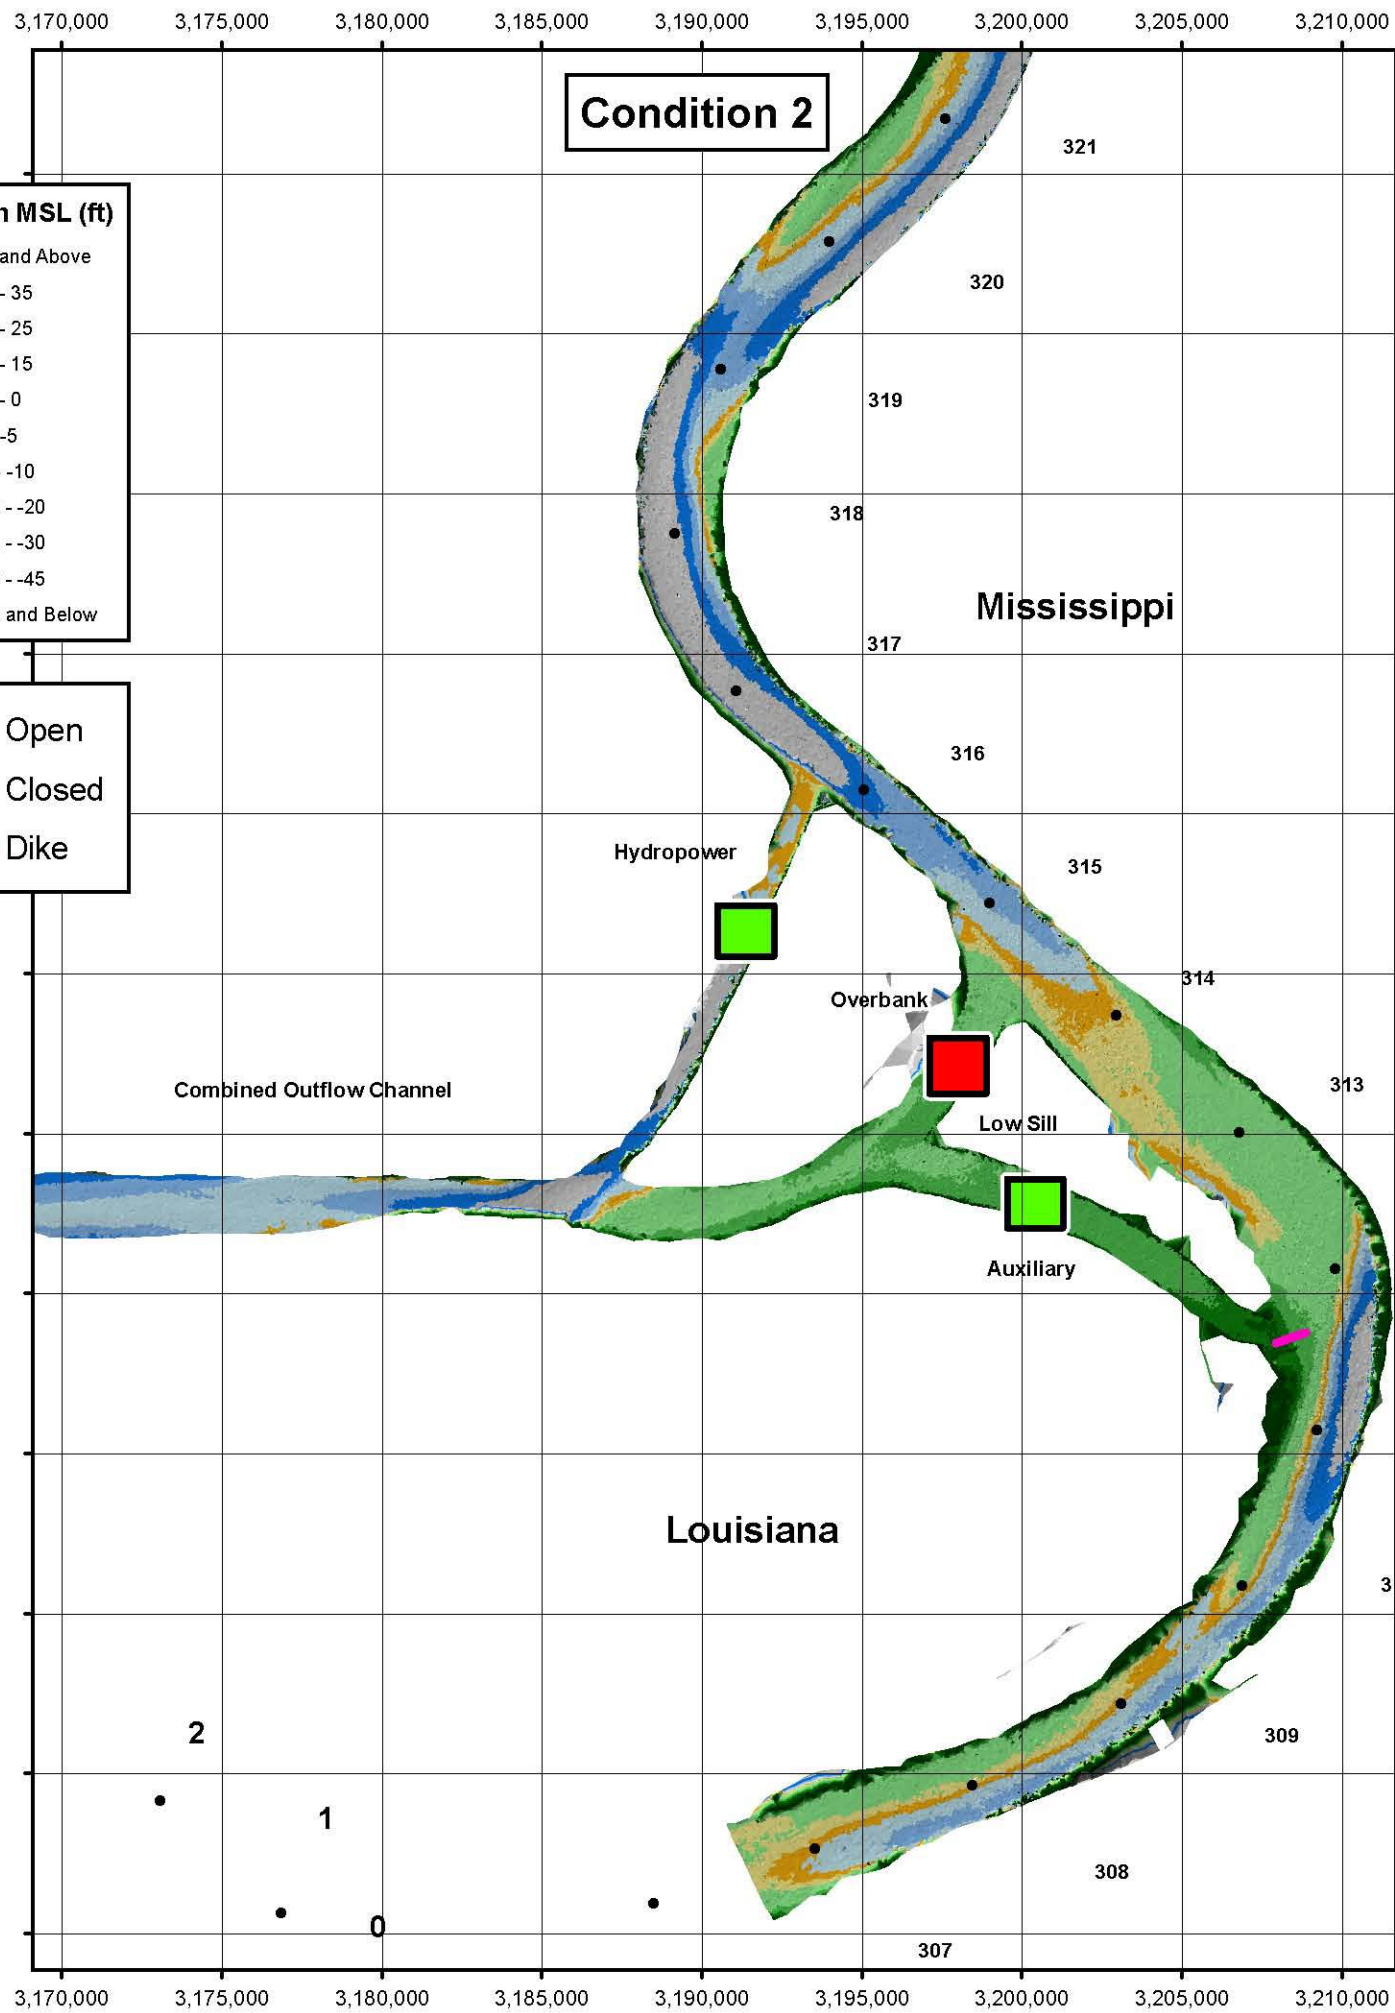 3,170,000 3,175,000 3,180,000 3,185,000 3,190,000 3,195,000 3,200,000 3,205,000 3,210,000
Condition 2
321
n MSL (ft)
and Above
- 35
- 25
- 15
- 0
-5
-10
- -20
- -30
- -45
and Below
320
319
318
Mississippi
317
Open
Closed
Dike
316
Hydropower
315
314
Overbank
313
Combined Outflow Channel
Low Sill
Auxiliary
Louisiana
3
2
309
1
308
0
307
3,170,000 3,175,000 3,180,000 3,185,000 3,190,000 3,195,000 3,200,000 3,205,000 3,210,000